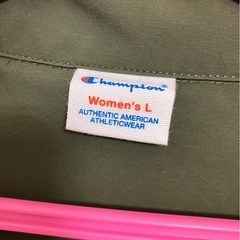 Champion
Women's L
AUTHENTIC AMERICAN
ATHLETICWEAR